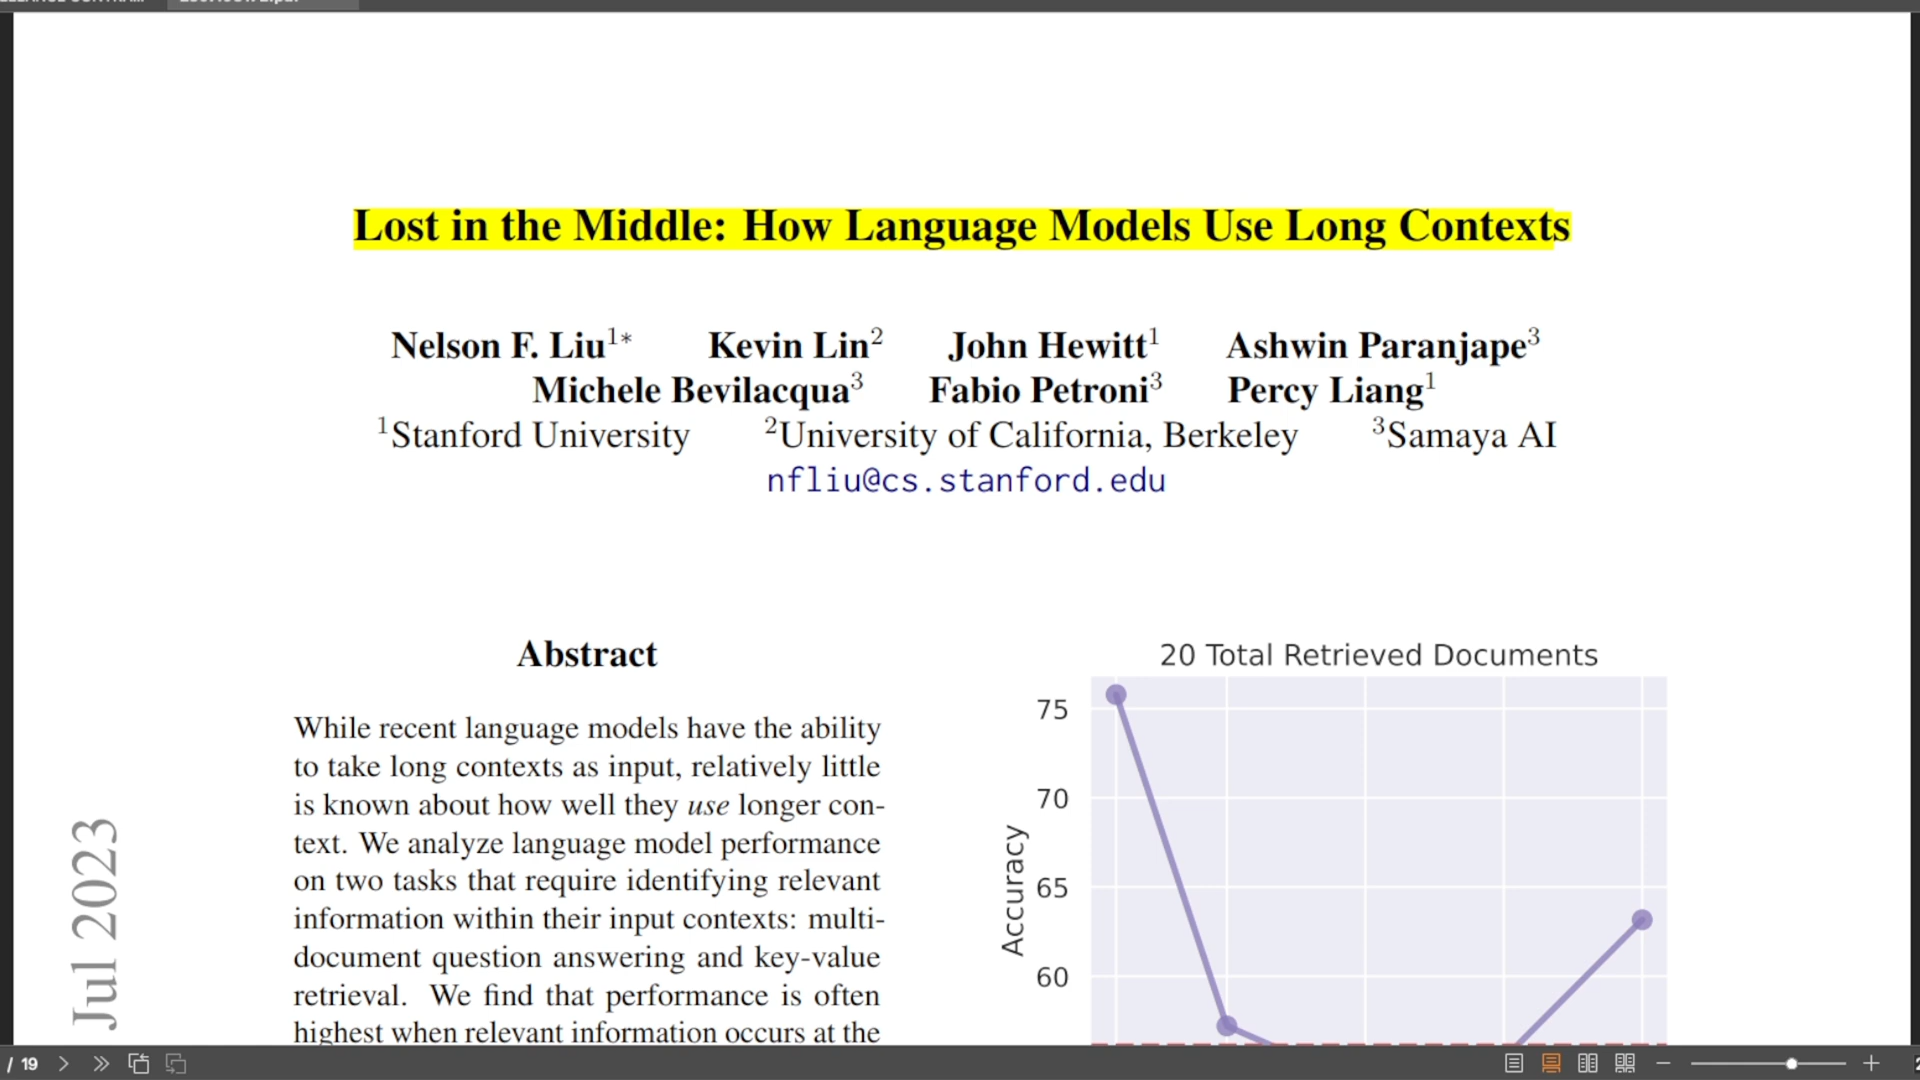 Lost in the Middle: How Language Models Use Long Contexts
Nelson F. Liu1* Kevin Lin2 John Hewitt1 Ashwin Paranjape3
Michele Bevilacqua3 Fabio Petroni3 Percy Liang1
1Stanford University 2University of California, Berkeley 3Samaya AI
nfliu@cs.stanford.edu
Abstract
While recent language models have the ability
to take long contexts as input, relatively little
is known about how well they use longer con-
text. We analyze language model performance
on two tasks that require identifying relevant
information within their input contexts: multi-
document question answering and key-value
retrieval. We find that performance is often
highest when relevant information occurs at the
20 Total Retrieved Documents
75
70
65
60
Accuracy
Jul 2023
/ 19